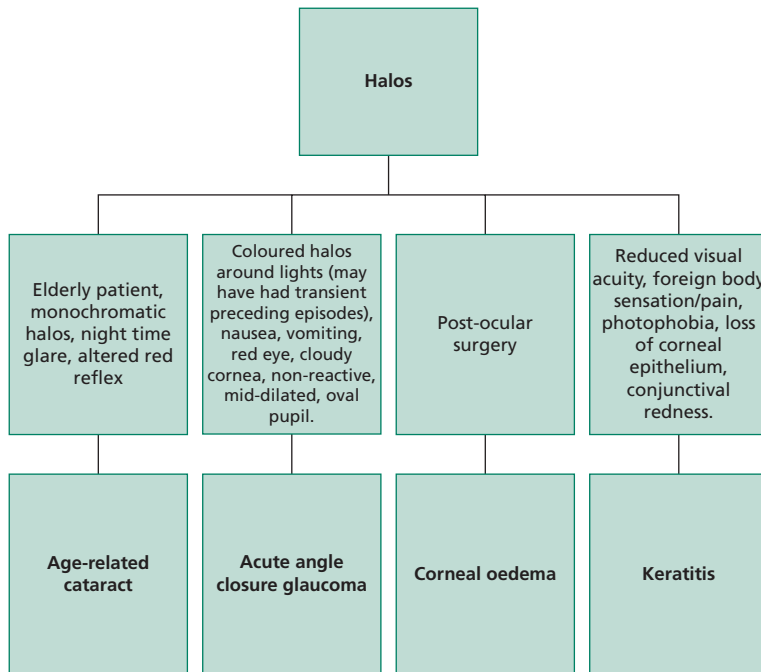 Halos
Elderly patient,
monochromatic
halos, night time
glare, altered red
reflex
Coloured halos
around lights (may
have had transient
preceding episodes),
nausea, vomiting,
red eye, cloudy
cornea, non-reactive,
mid-dilated, oval
pupil.
Post-ocular
surgery
Reduced visual
acuity, foreign body
sensation/pain,
photophobia, loss
of corneal
epithelium,
conjunctival
redness.
Age-related
cataract
Acute angle
closure glaucoma
Corneal oedema
Keratitis